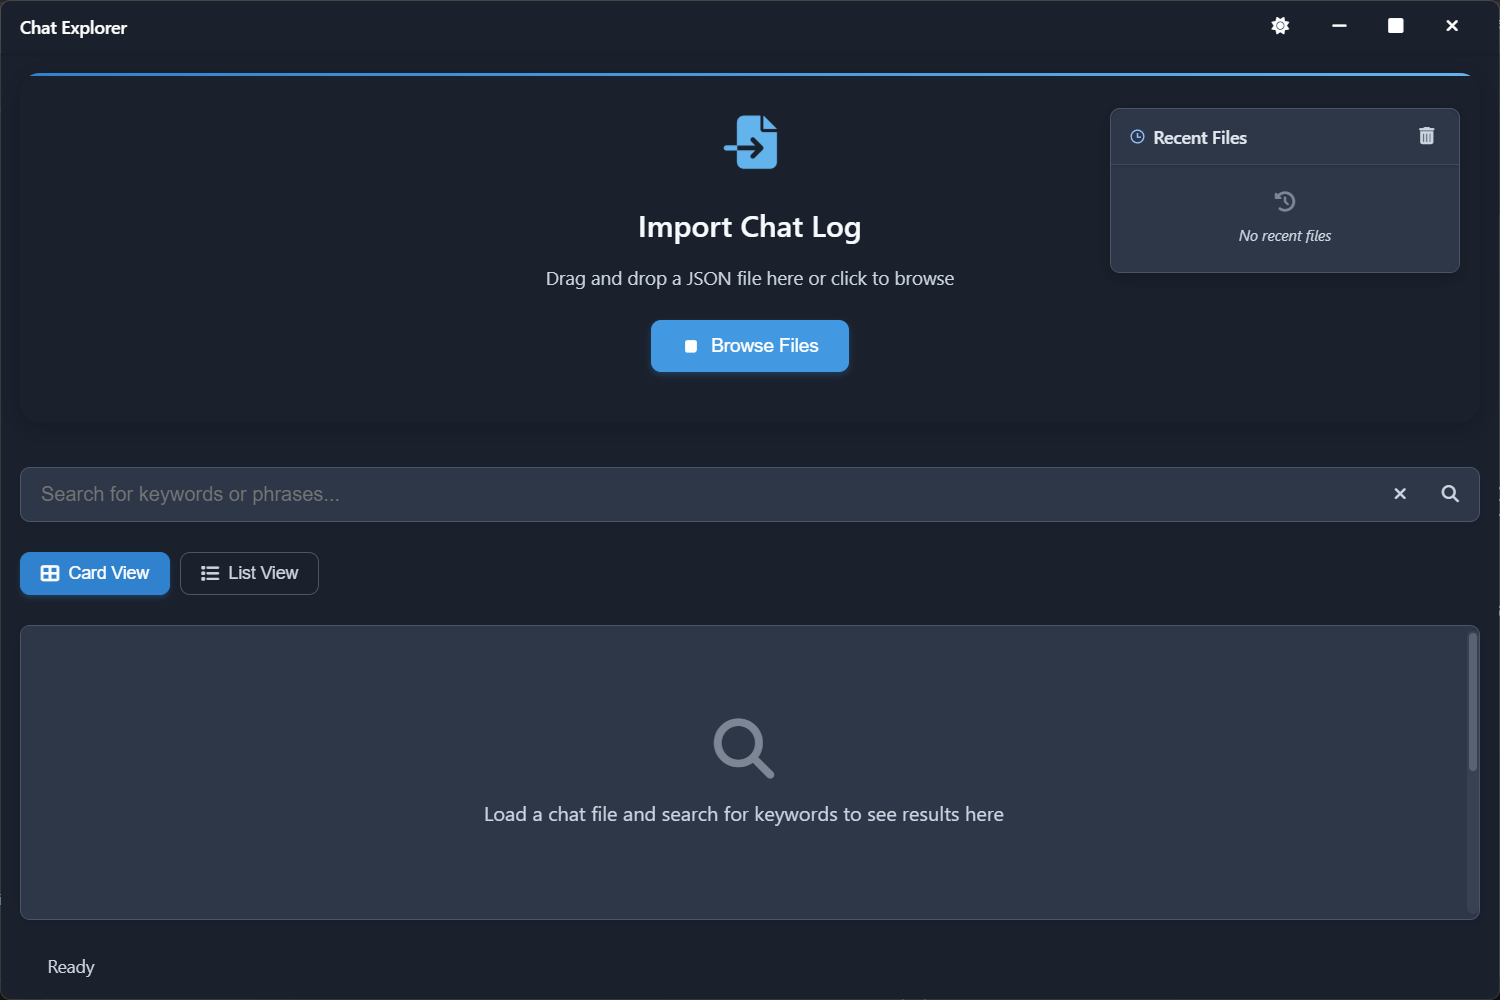 Chat Explorer
Import Chat Log
Drag and drop a JSON file here or click to browse
Browse Files
Recent Files
No recent files
Search for keywords or phrases...
Card View
List View
Load a chat file and search for keywords to see results here
Ready